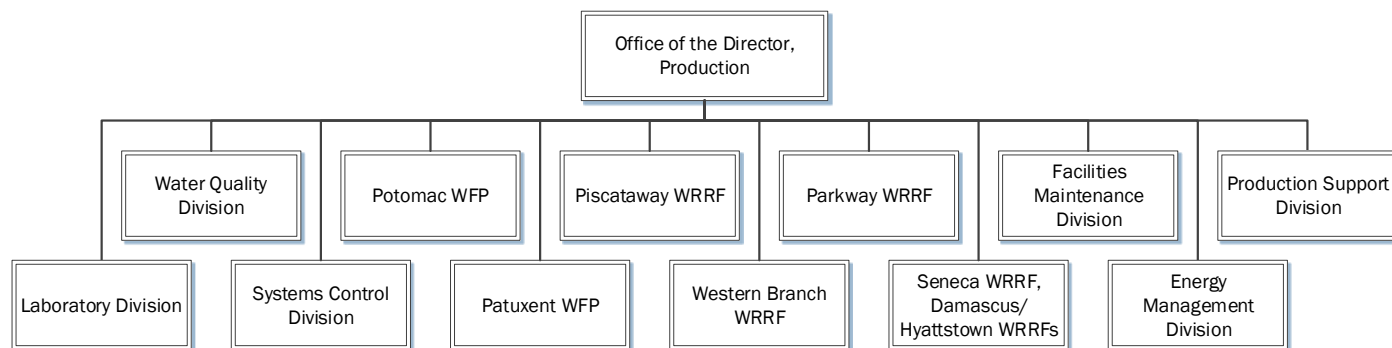 Office of the Director,
Production
Water Quality
Division
Potomac WFP
Piscataway WRRF
Parkway WRRF
Facilities
Maintenance
Division
Production Support
Division
Laboratory Division
Systems Control
Division
Patuxent WFP
Western Branch
WRRF
Seneca WRRF,
Damascus/
Hyattstown WRRFs
Energy
Management
Division